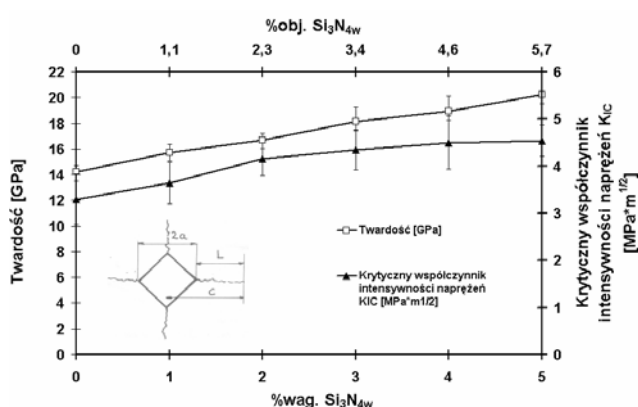 %obj. Si3N4w
0 1,1 2,3 3,4 4,6 5,7
22
20
18
16
14
12
10
8
6
4
2
0
Twardość [GPa]
6
5
4
3
2
1
0
Krytyczny współczynnik
intensywności naprężeń KIC
[MPa*m1/2]
2a
L
c
Twardość [GPa]
Krytyczny współczynnik
intensywności naprężeń
KIC [MPa*m1/2]
0 1 2 3 4 5
%wag. Si3N4w